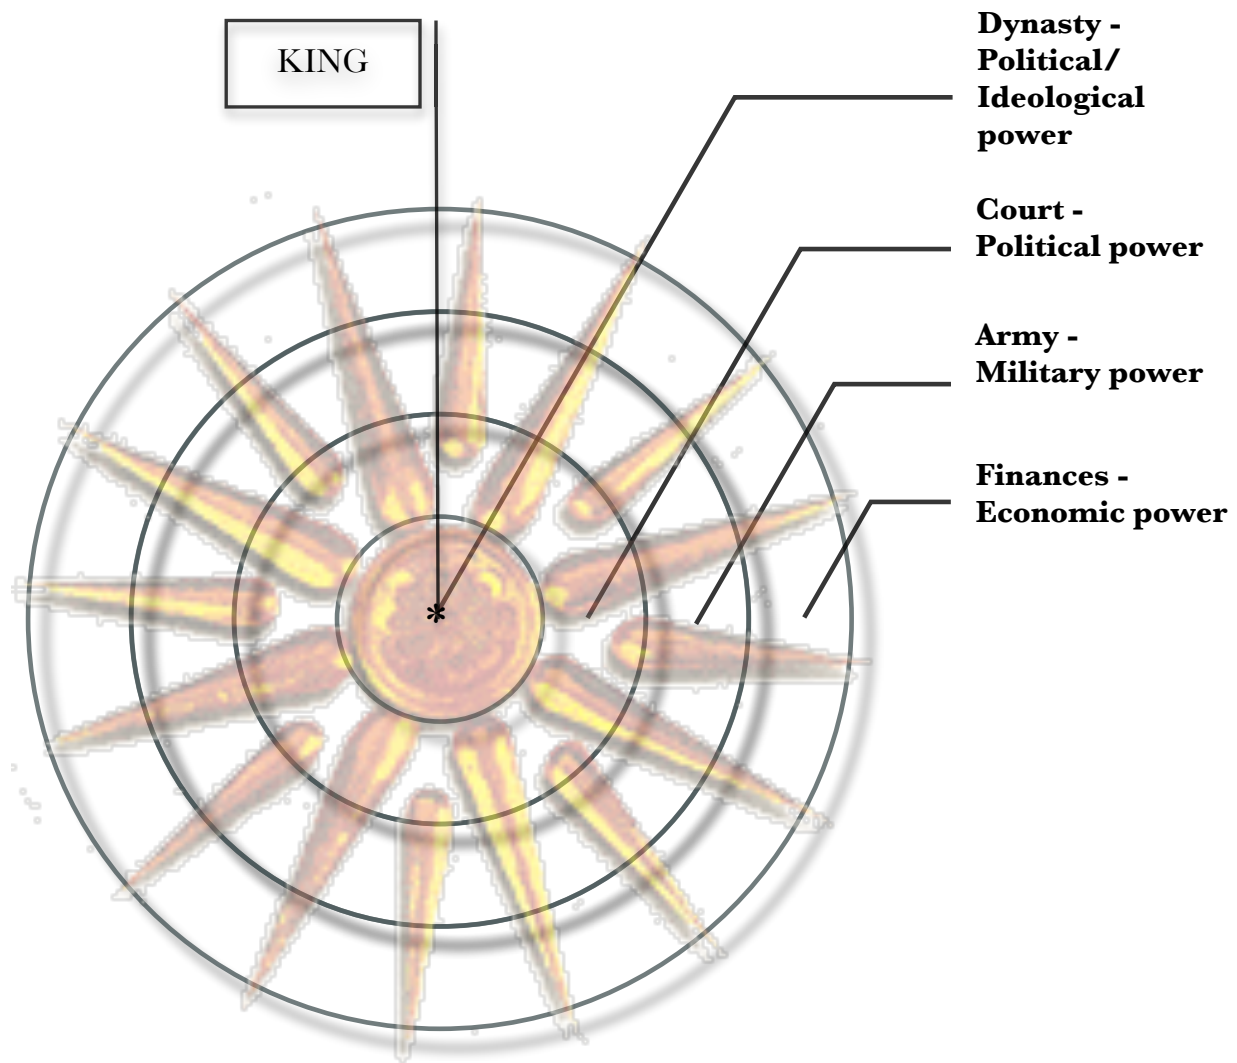 KING
Dynasty -
Political/
Ideological
power
Court -
Political power
Army -
Military power
Finances -
Economic power
*